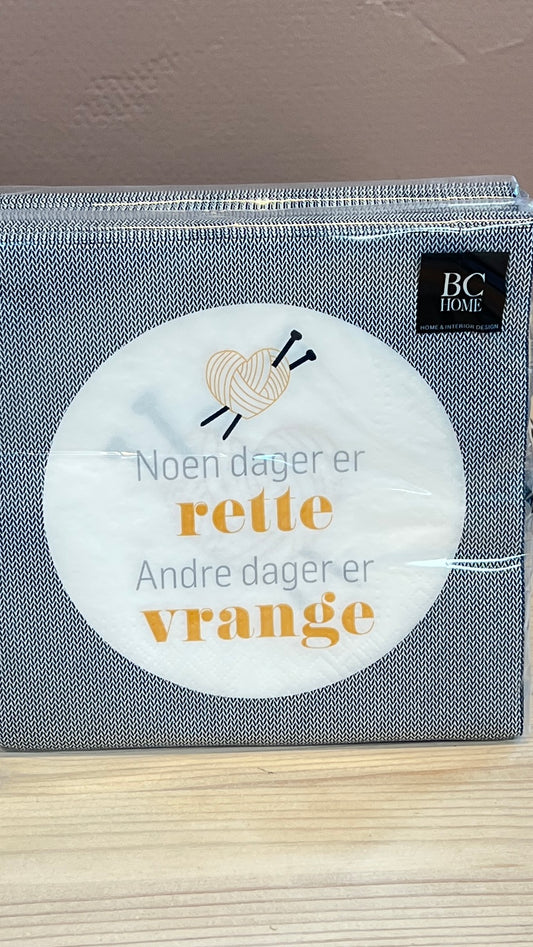 BC
HOME
HOME & INTERIOR DESIGN
Noen dager er
rette
Andre dager er
vrange